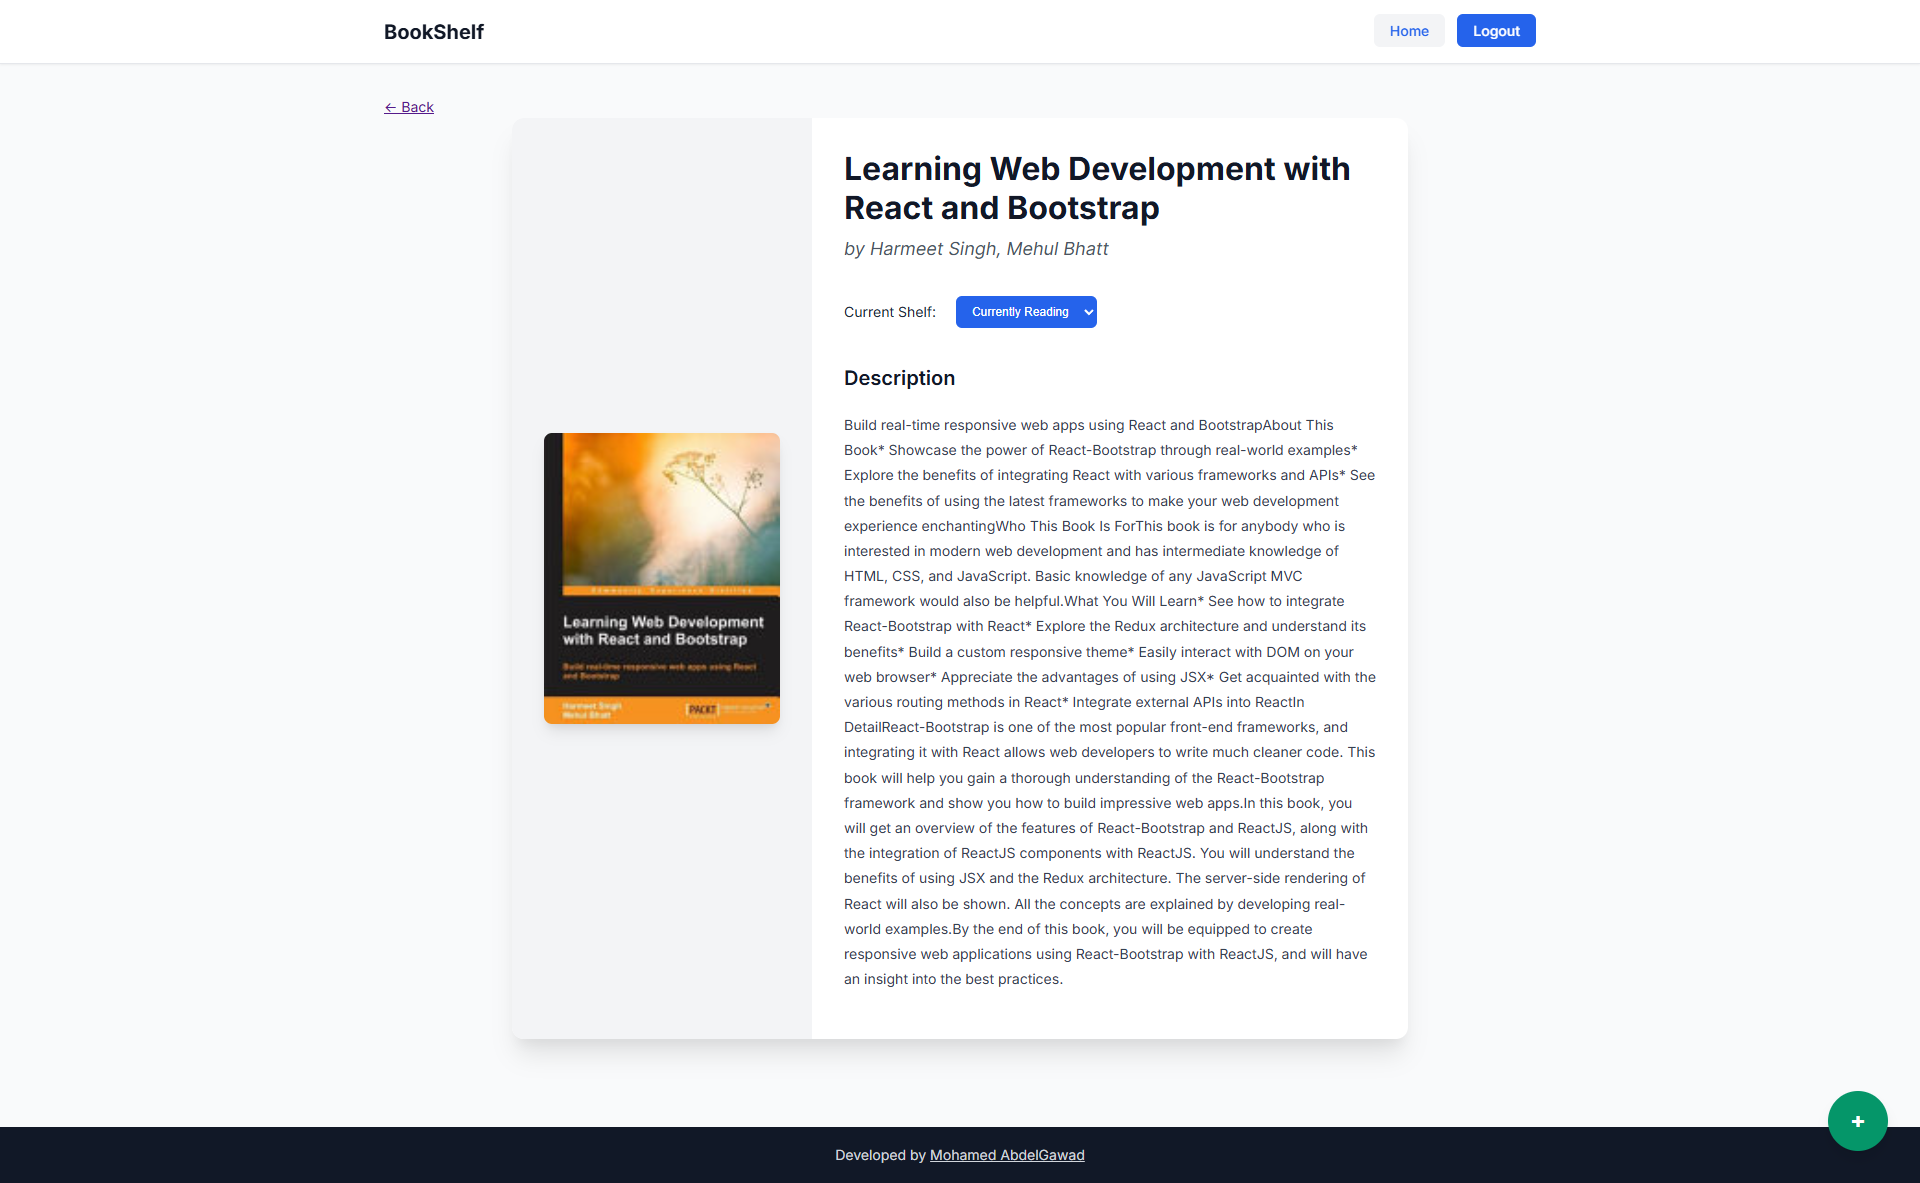 BookShelf
Home
Logout
← Back
Learning Web Development with
React and Bootstrap
by Harmeet Singh, Mehul Bhatt
Current Shelf:
Currently Reading
Description
Build real-time responsive web apps using React and BootstrapAbout This
Book* Showcase the power of React-Bootstrap through real-world examples*
Explore the benefits of integrating React with various frameworks and APIs* See
the benefits of using the latest frameworks to make your web development
experience enchantingWho This Book Is ForThis book is for anybody who is
interested in modern web development and has intermediate knowledge of
HTML, CSS, and JavaScript. Basic knowledge of any JavaScript MVC
framework would also be helpful.What You Will Learn* See how to integrate
React-Bootstrap with React* Explore the Redux architecture and understand its
benefits* Build a custom responsive theme* Easily interact with DOM on your
web browser* Appreciate the advantages of using JSX* Get acquainted with the
various routing methods in React* Integrate external APIs into ReactIn
DetailReact-Bootstrap is one of the most popular front-end frameworks, and
integrating it with React allows web developers to write much cleaner code. This
book will help you gain a thorough understanding of the React-Bootstrap
framework and show you how to build impressive web apps.In this book, you
will get an overview of the features of React-Bootstrap and ReactJS, along with
the integration of ReactJS components with ReactJS. You will understand the
benefits of using JSX and the Redux architecture. The server-side rendering of
React will also be shown. All the concepts are explained by developing real-
world examples.By the end of this book, you will be equipped to create
responsive web applications using React-Bootstrap with ReactJS, and will have
an insight into the best practices.
Learning Web Development
with React and Bootstrap
Build real-time responsive web apps using React
and Bootstrap
Harmeet Singh
Mehul Bhatt
PACKT
+
Developed by Mohamed AbdelGawad